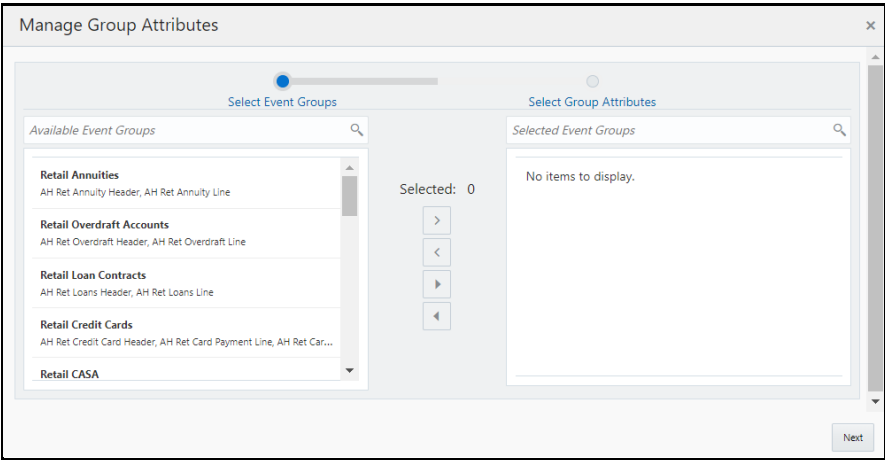 Manage Group Attributes
Select Event Groups
Select Group Attributes
Available Event Groups
Selected Event Groups
Retail Annuities
AH Ret Annuity Header, AH Ret Annuity Line
Retail Overdraft Accounts
AH Ret Overdraft Header, AH Ret Overdraft Line
Retail Loan Contracts
AH Ret Loans Header, AH Ret Loans Line
Retail Credit Cards
AH Ret Credit Card Header, AH Ret Card Payment Line, AH Ret Car...
Retail CASA
Selected: 0
No items to display.
Next